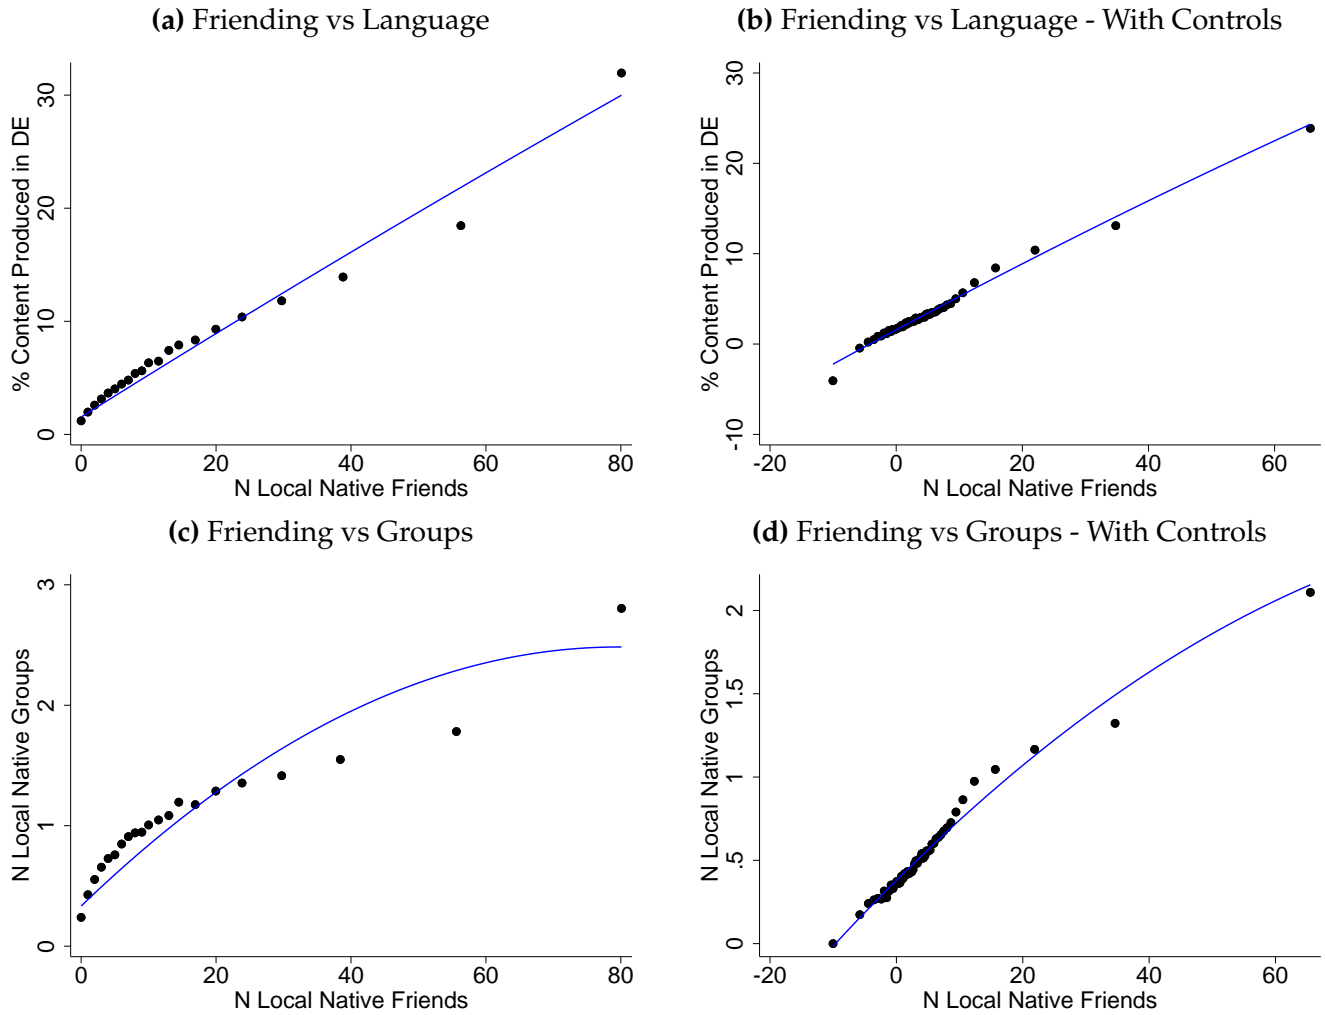 (a) Friending vs Language
% Content Produced in DE
30
20
10
0
0 20 40 60 80
N Local Native Friends
(b) Friending vs Language - With Controls
% Content Produced in DE
30
20
10
0
-10
-20 0 20 40 60
N Local Native Friends
(c) Friending vs Groups
N Local Native Groups
3
2
1
0
0 20 40 60 80
N Local Native Friends
(d) Friending vs Groups - With Controls
N Local Native Groups
2
1.5
1
.5
0
-20 0 20 40 60
N Local Native Friends